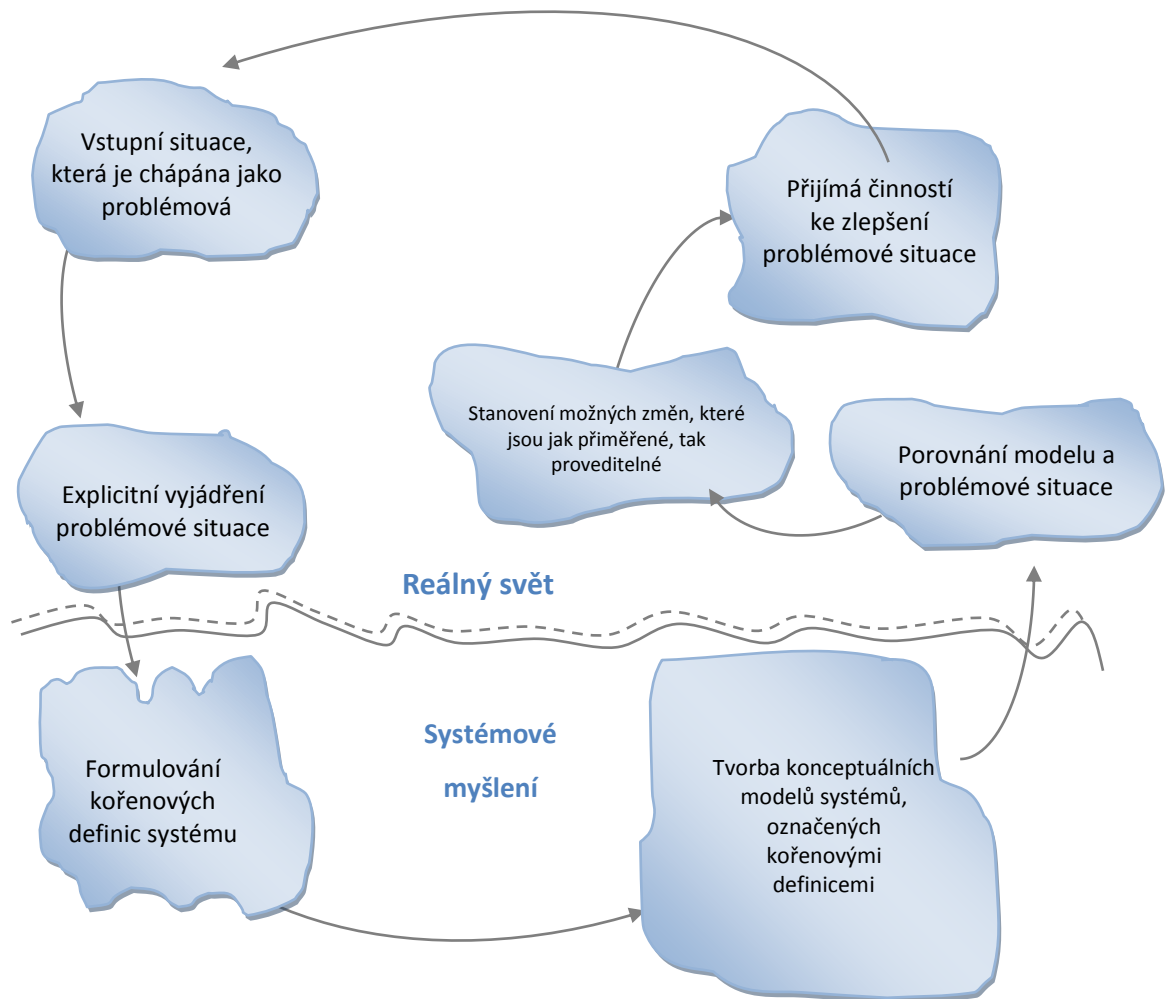 Vstupní situace,
která je chápána jako
problémová
Přijímá činností
ke zlepšení
problémové situace
Stanovení možných změn, které
jsou jak přiměřené, tak
proveditelné
Porovnání modelu a
problémové situace
Explicitní vyjádření
problémové situace
Reálný svět
Systémové
myšlení
Formulování
kořenových
definic systému
Tvorba konceptuálních
modelů systémů,
označených
kořenovými
definicemi